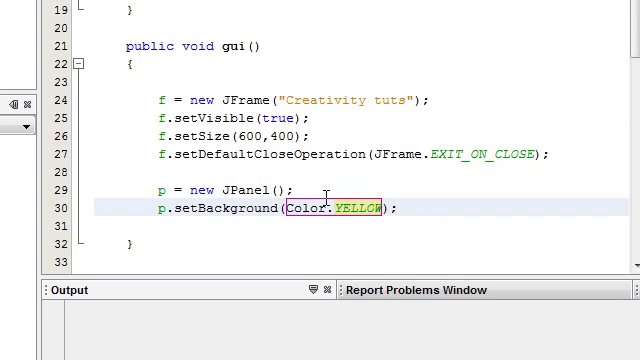 19
}
20
21
public void gui()
22
{
23
24
f = new JFrame("Creativity tuts");
25
f.setVisible(true);
26
f.setSize(600,400);
27
f.setDefaultCloseOperation(JFrame.EXIT_ON_CLOSE);
28
29
p = new JPanel();
30
p.setBackground(Color.YELLOW);
31
32
}
33
Output
Report Problems Window